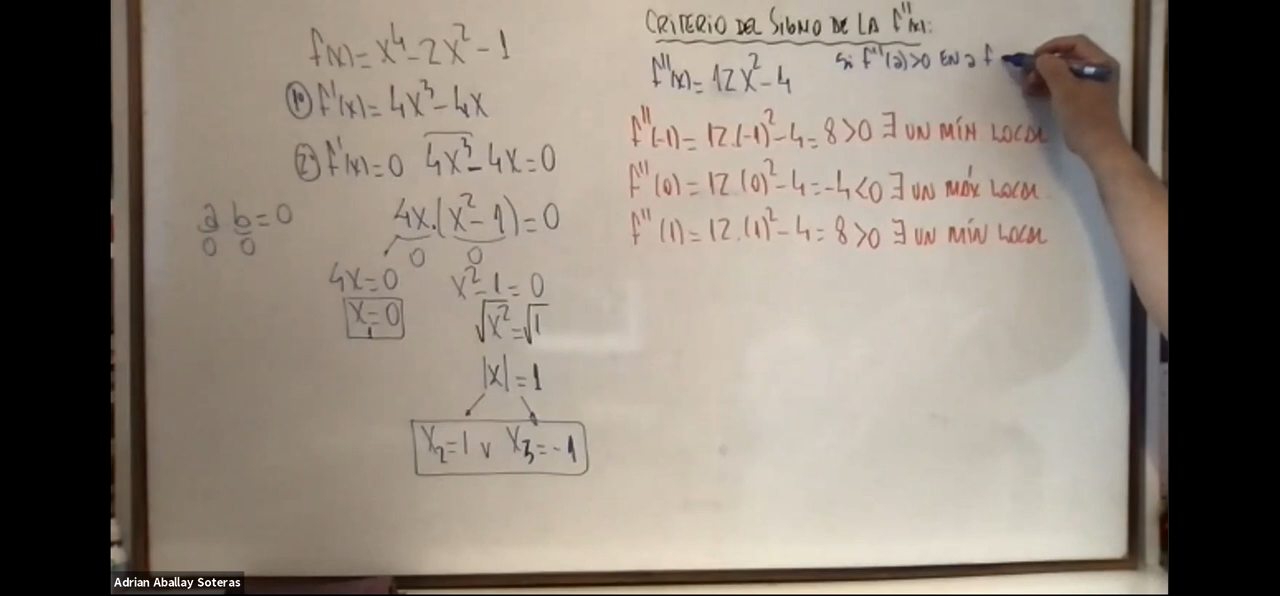 f(x)=x⁴-2x²-1
1º f'(x)=4x³-4x
2º f'(x)=0 4x³-4x=0
a b=0
0 0
4x.(x²-1)=0
0 0
4x=0 x²-1=0
x₁=0 √x²=√1
|x|=1
x₂=1 v x₃=-1
CRITERIO DEL SIGNO DE LA f''(x):
f''(x)=12x²-4
Si f''(a)>0 EN a f
f''(-1)=12.(-1)²-4=8>0 ∃ UN MÍN LOCAL
f''(0)=12.(0)²-4=-4<0 ∃ UN MÁX LOCAL
f''(1)=12.(1)²-4=8>0 ∃ UN MÍN LOCAL
Adrian Aballay Soteras